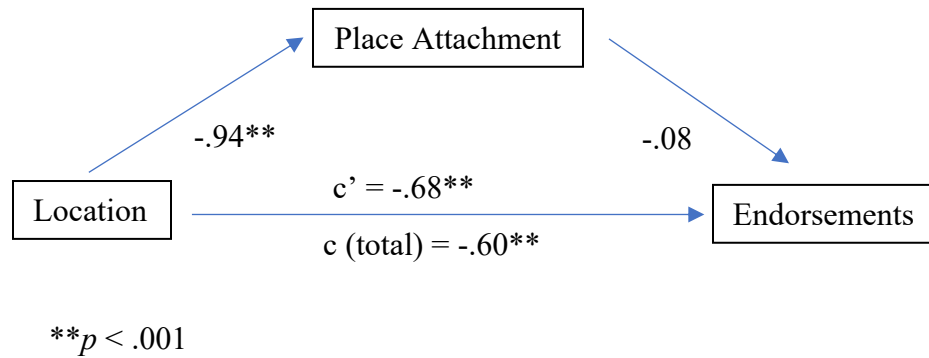 Place Attachment
-.94**
-.08
c’ = -.68**
Location
Endorsements
c (total) = -.60**
**p < .001